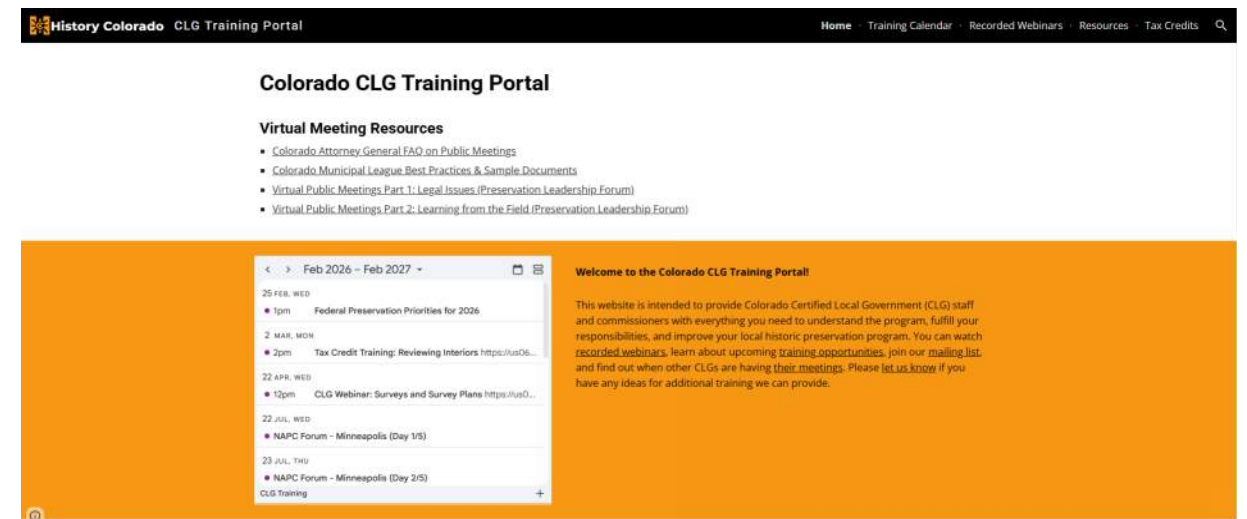 History Colorado CLG Training Portal
Home · Training Calendar · Recorded Webinars · Resources · Tax Credits
Colorado CLG Training Portal
Virtual Meeting Resources
▪ Colorado Attorney General FAQ on Public Meetings
▪ Colorado Municipal League Best Practices & Sample Documents
▪ Virtual Public Meetings Part 1: Legal Issues (Preservation Leadership Forum)
▪ Virtual Public Meetings Part 2: Learning from the Field (Preservation Leadership Forum)
Feb 2026 – Feb 2027
25 FEB, WED
1pm Federal Preservation Priorities for 2026
2 MAR, MON
2pm Tax Credit Training: Reviewing Interiors https://us06...
22 APR, WED
12pm CLG Webinar: Surveys and Survey Plans https://us0...
22 JUL, WED
NAPC Forum - Minneapolis (Day 1/5)
23 JUL, THU
NAPC Forum - Minneapolis (Day 2/5)
CLG Training
Welcome to the Colorado CLG Training Portal!
This website is intended to provide Colorado Certified Local Government (CLG) staff
and commissioners with everything you need to understand the program, fulfill your
responsibilities, and improve your local historic preservation program. You can watch
recorded webinars, learn about upcoming training opportunities, join our mailing list,
and find out when other CLGs are having their meetings. Please let us know if you
have any ideas for additional training we can provide.